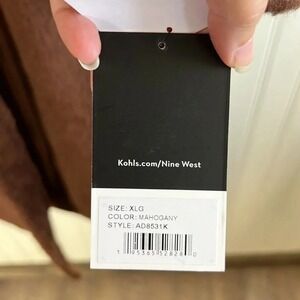 Kohls.com/Nine West
SIZE: XLG
COLOR: MAHOGANY
STYLE: AD8531K